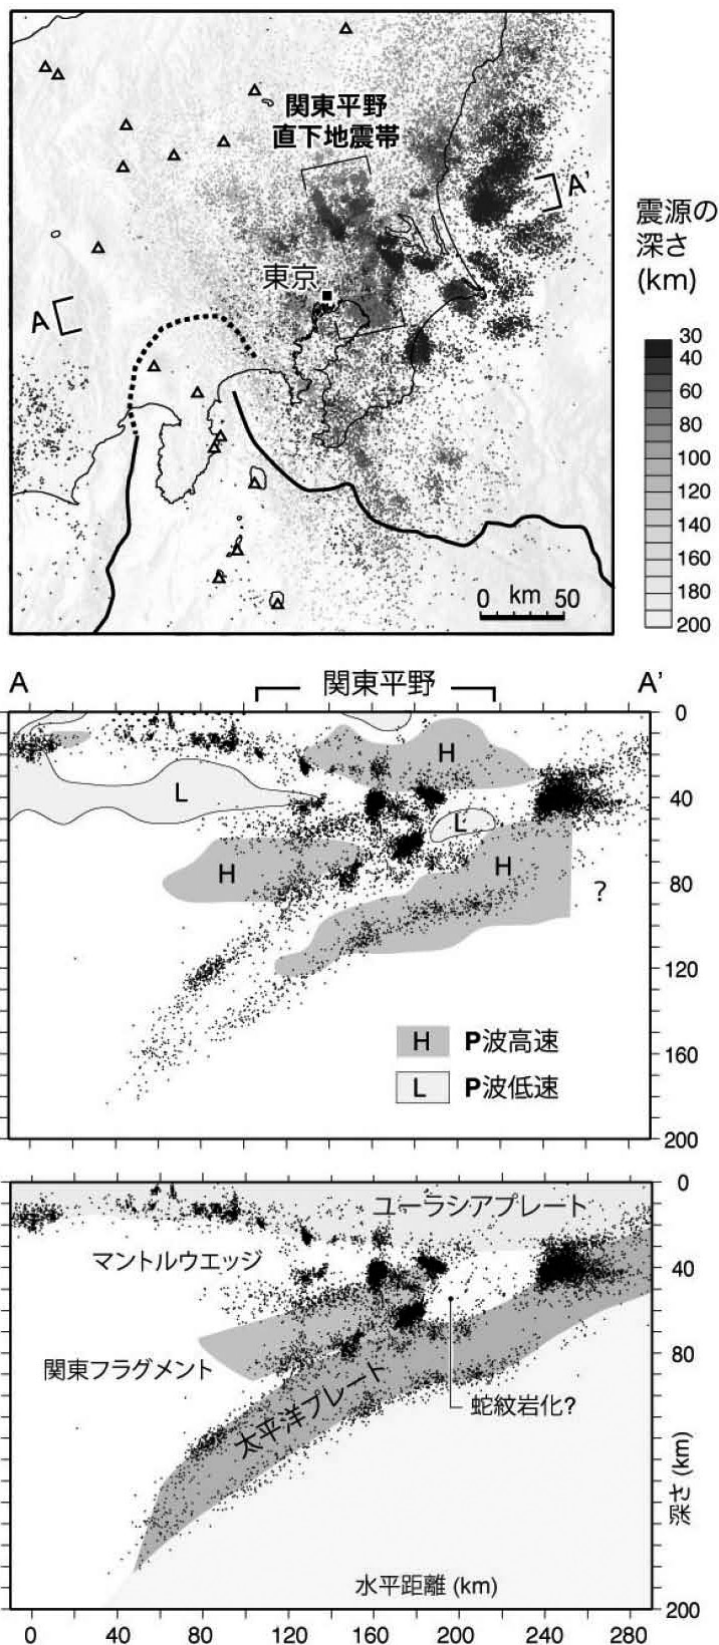 関東平野
直下地震帯
A'
東京
A
0 km 50
震源の
深さ
(km)
30
40
60
80
100
120
140
160
180
200
A 関東平野 A'
0
H
L
40
L
H
H
80
?
120
H P波高速
160
L P波低速
200
0
ユーラシアプレート
マントルウエッジ
40
関東フラグメント
80
太平洋プレート
蛇紋岩化?
深さ (km)
水平距離 (km)
200
0 40 80 120 160 200 240 280